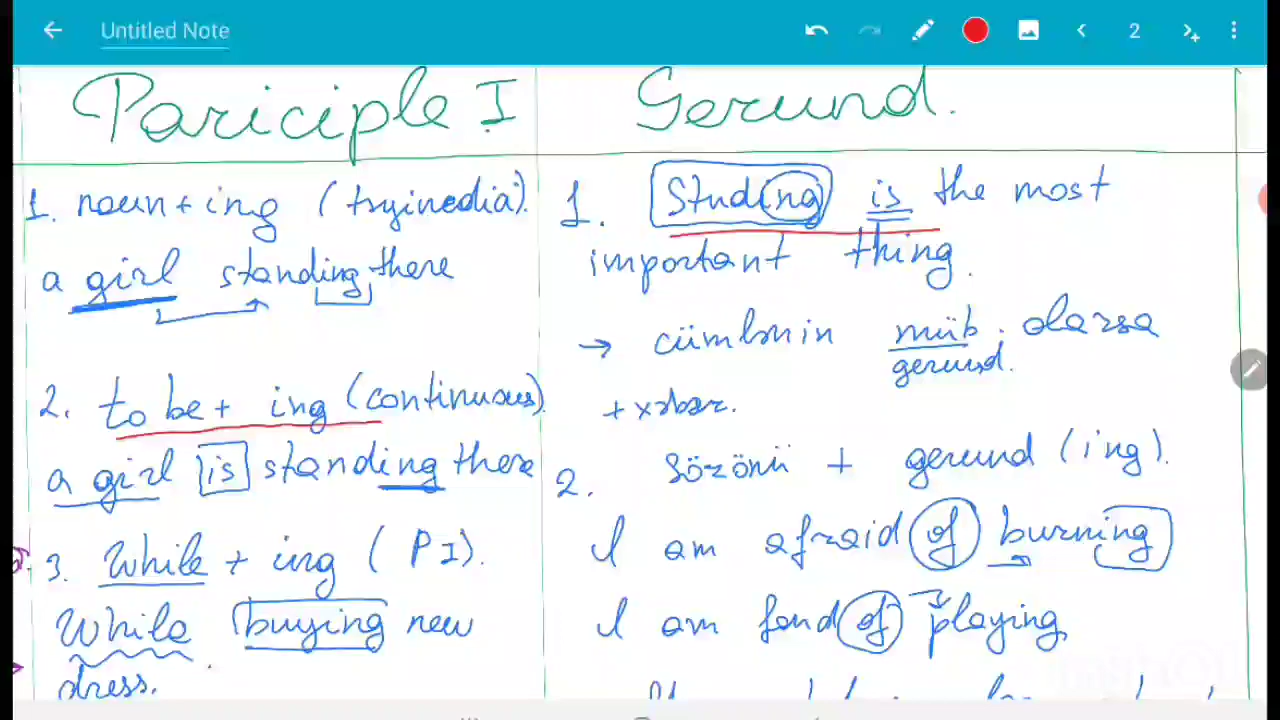 Untitled Note
2
Pariciple I
Gerund.
1. noun + ing (təyinedia).
a girl standing there
2. to be + ing (continuous).
a girl is standing there
3. While + ing (P I).
While buying new
dress.
1. Studing is the most
important thing.
→ cümlənin müb. olarsa
gerund.
+ xəbər.
2. Sözönü + gerund (ing).
I am afraid of burning
I am fond of playing